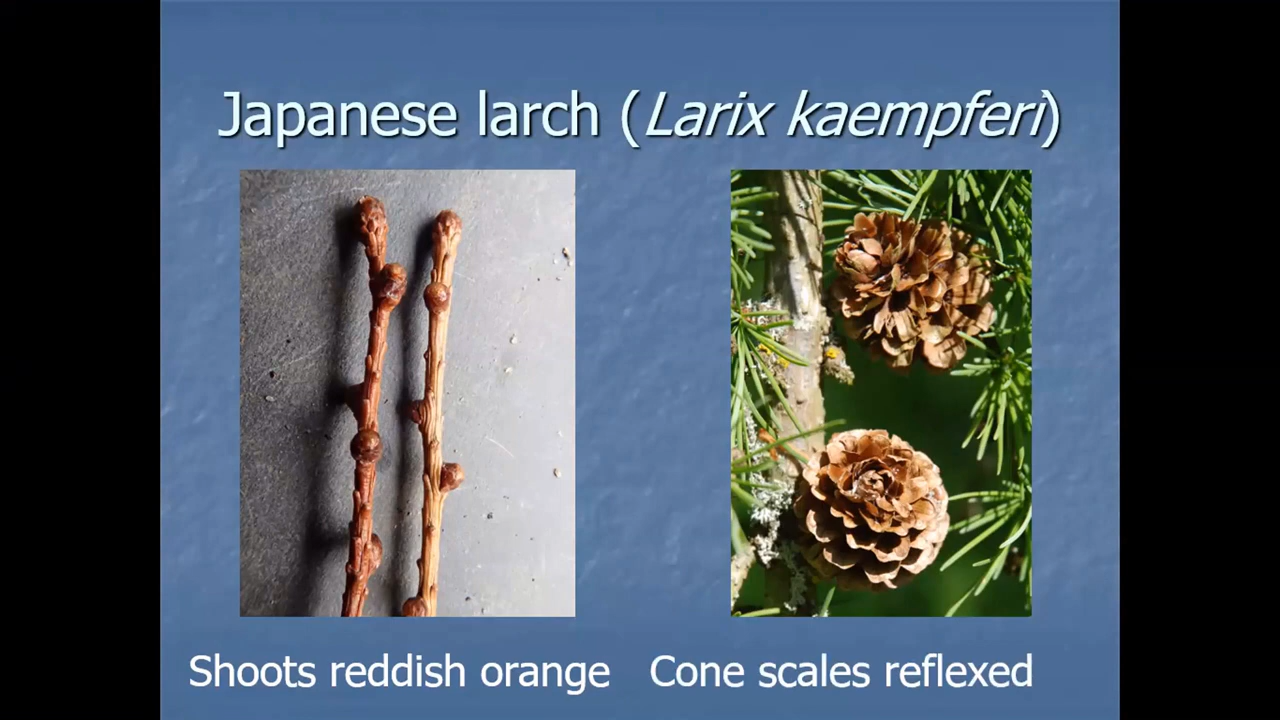 Japanese larch (Larix kaempferi)
Shoots reddish orange
Cone scales reflexed